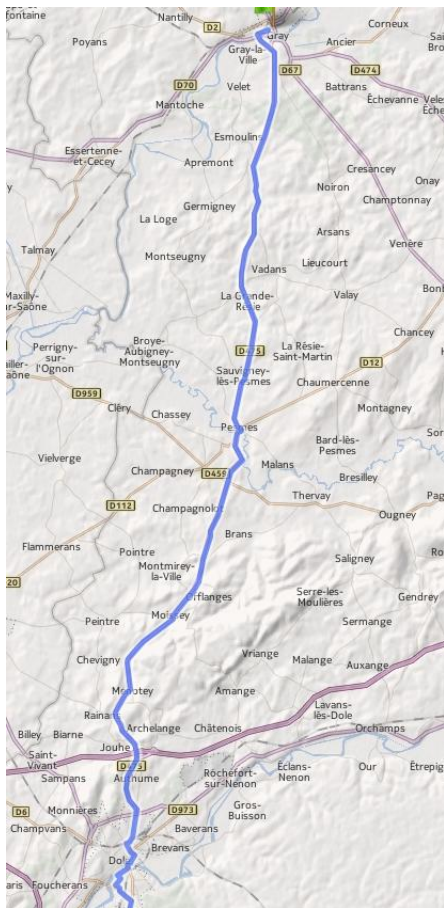 fontaine
Nantilly
D2
Corneux
Gray
Poyans
Gray-la
Ville
Ancier
D70
D67
D474
Velet
Battrans
Mantoche
Échevanne
Esmoulins
Essertenne-
et-Cecey
Apremont
Cresancey
Noiron
Onay
Germigney
Champtonnay
La Loge
Arsans
Talmay
Venère
Montseugny
Lieucourt
Vadans
La Grande-
Résie
Valay
Maxilly
Chancey
Perrigny-
sur-
l'Ognon
Broye-
Aubigney-
Montseugny
D475
La Résie-
Saint-Martin
D12
Sauvigney-
lès-Pesmes
Chaumercenne
D959
Cléry
Chassey
Montagney
Pesmes
Bard-lès-
Pesmes
Vielverge
Champagney
D459
Malans
Bresilley
Thervay
D112
Champagnolot
Ougney
Brans
Flammerans
Pointre
Saligney
Montmirey-
la-Ville
20
Offlanges
Serre-les-
Moulières
Gendrey
Peintre
Moissey
Sermange
Chevigny
Vriange
Malange
Auxange
Menotey
Amange
Lavans-
lès-Dole
Rainans
Archelange
Châtenois
Orchamps
Billey
Biarne
Jouhe
Saint-
Vivant
Sampans
Authume
Rochefort-
sur-Nenon
Éclans-
Nenon
Our
Étrepig
D6
Monnières
D973
Gros-
Buisson
Champvans
Baverans
Brevans
Foucherans